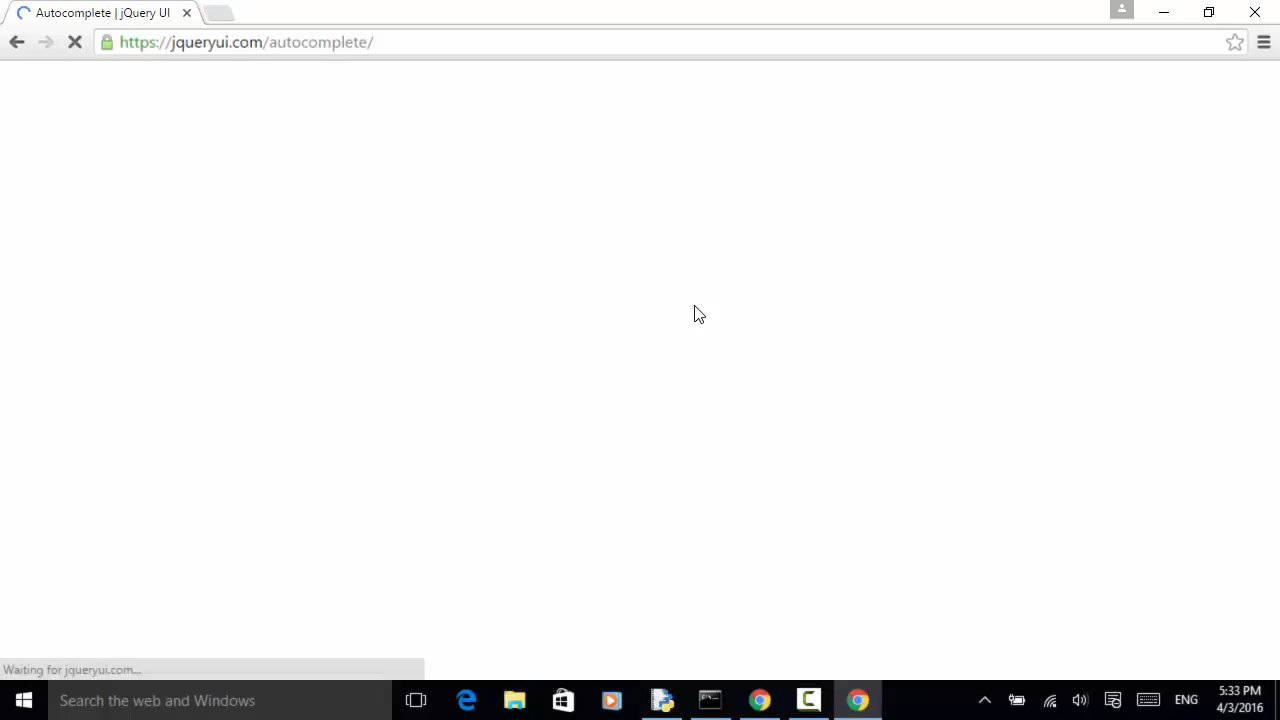 Autocomplete | jQuery UI
https://jqueryui.com/autocomplete/
Waiting for jqueryui.com...
Search the web and Windows
ENG
5:33 PM
4/3/2016